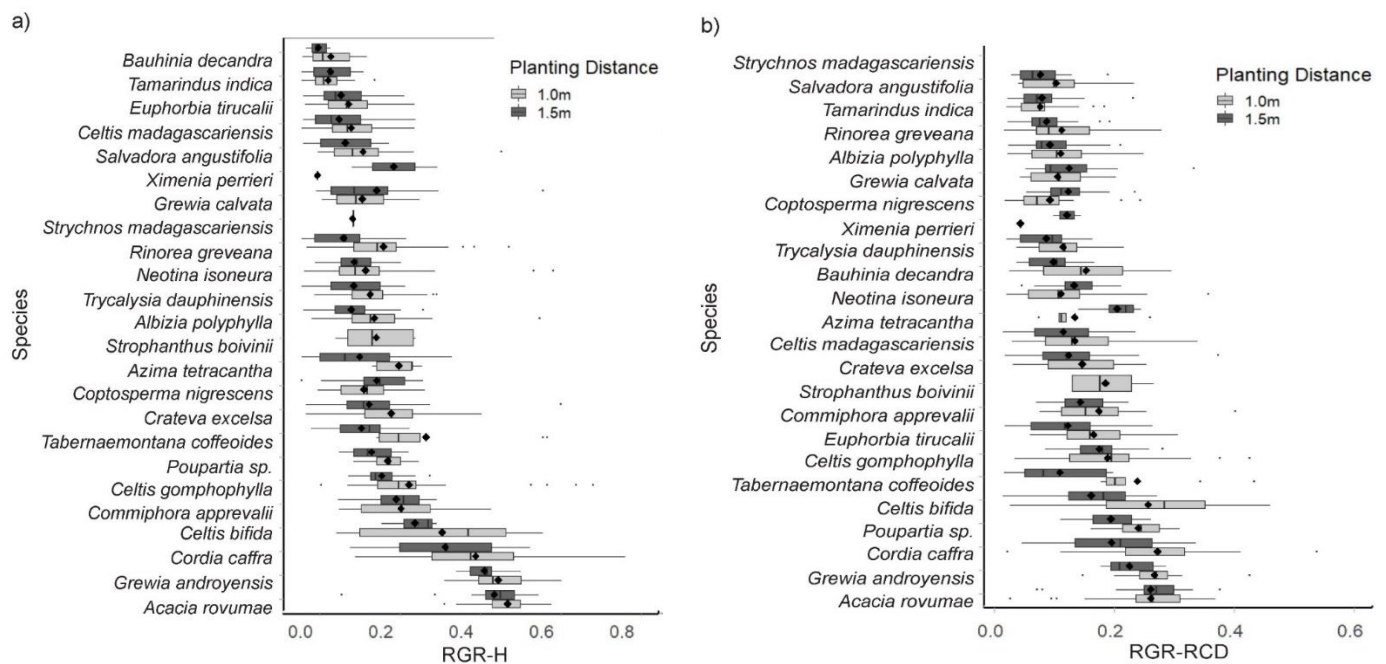 a)
Planting Distance
1.0m
1.5m
Bauhinia decandra
Tamarindus indica
Euphorbia tirucalii
Celtis madagascariensis
Salvadora angustifolia
Ximenia perrieri
Grewia calvata
Strychnos madagascariensis
Rinorea greveana
Neotina isoneura
Trycalysia dauphinensis
Albizia polyphylla
Strophanthus boivinii
Azima tetracantha
Coptosperma nigrescens
Crateva excelsa
Tabernaemontana coffeoides
Poupartia sp.
Celtis gomphophylla
Commiphora apprevalii
Celtis bifida
Cordia caffra
Grewia androyensis
Acacia rovumae
Species
0.0 0.2 0.4 0.6 0.8
RGR-H
b)
Planting Distance
1.0m
1.5m
Strychnos madagascariensis
Salvadora angustifolia
Tamarindus indica
Rinorea greveana
Albizia polyphylla
Grewia calvata
Coptosperma nigrescens
Ximenia perrieri
Trycalysia dauphinensis
Bauhinia decandra
Neotina isoneura
Azima tetracantha
Celtis madagascariensis
Crateva excelsa
Strophanthus boivinii
Commiphora apprevalii
Euphorbia tirucalii
Celtis gomphophylla
Tabernaemontana coffeoides
Celtis bifida
Poupartia sp.
Cordia caffra
Grewia androyensis
Acacia rovumae
Species
0.0 0.2 0.4 0.6
RGR-RCD